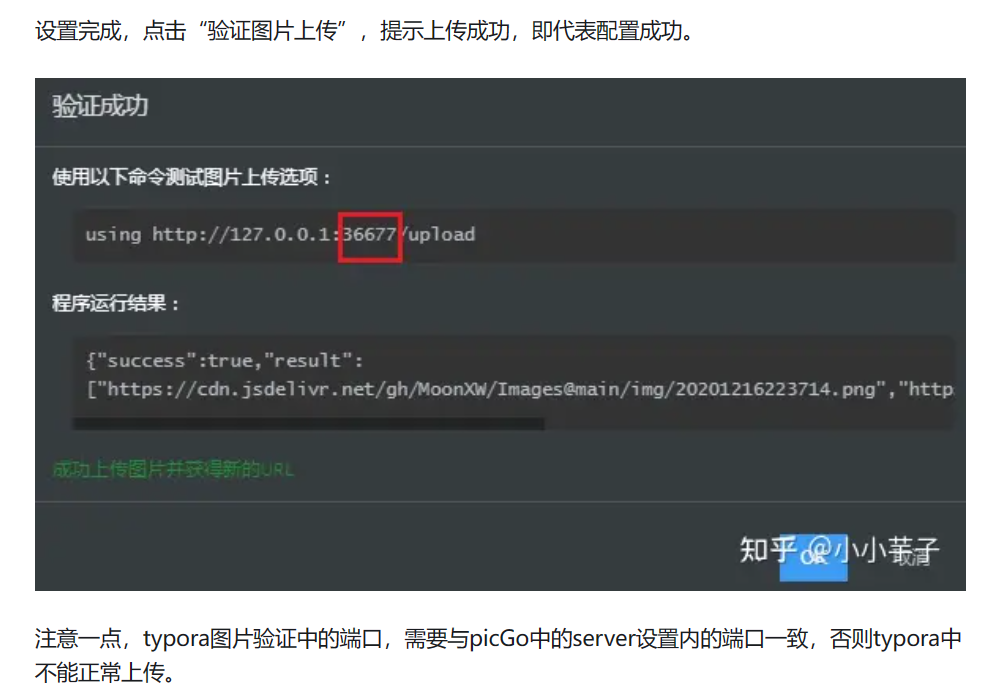 设置完成，点击“验证图片上传”，提示上传成功，即代表配置成功。
验证成功
使用以下命令测试图片上传选项：
using http://127.0.0.1:36677/upload
程序运行结果：
{"success":true,"result":
["https://cdn.jsdelivr.net/gh/MoonXW/Images@main/img/20201216223714.png","http
成功上传图片并获得新的URL
知乎 @小小芋子
OK 取消
注意一点，typora图片验证中的端口，需要与picGo中的server设置内的端口一致，否则typora中
不能正常上传。